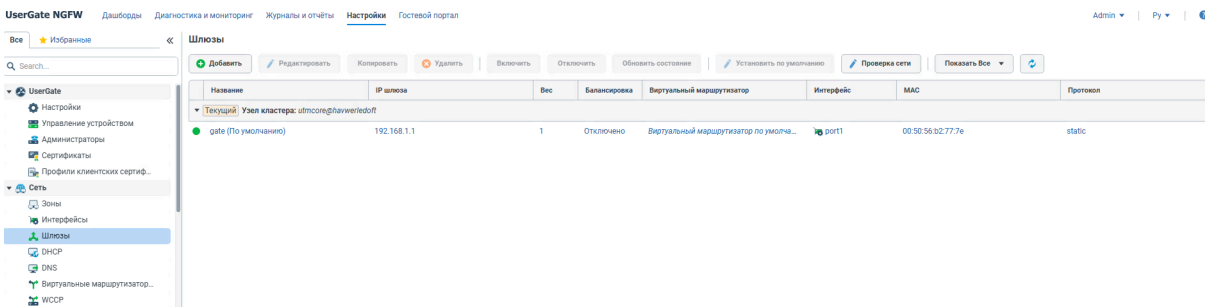 UserGate NGFW Дашборды Диагностика и мониторинг Журналы и отчёты Настройки Гостевой портал Admin Ру
Все Избранные Шлюзы
Search... Добавить Редактировать Копировать Удалить Включить Отключить Обновить состояние Установить по умолчанию Проверка сети Показать Все
Название IP шлюза Вес Балансировка Виртуальный маршрутизатор Интерфейс MAC Протокол
UserGate
Текущий Узел кластера: utmcore@havwerledoft
Настройки
Управление устройством
gate (По умолчанию) 192.168.1.1 1 Отключено Виртуальный маршрутизатор по умолча... port1 00:50:56:b2:77:7e static
Администраторы
Сертификаты
Профили клиентских сертиф...
Сеть
Зоны
Интерфейсы
Шлюзы
DHCP
DNS
Виртуальные маршрутизатор...
WCCP